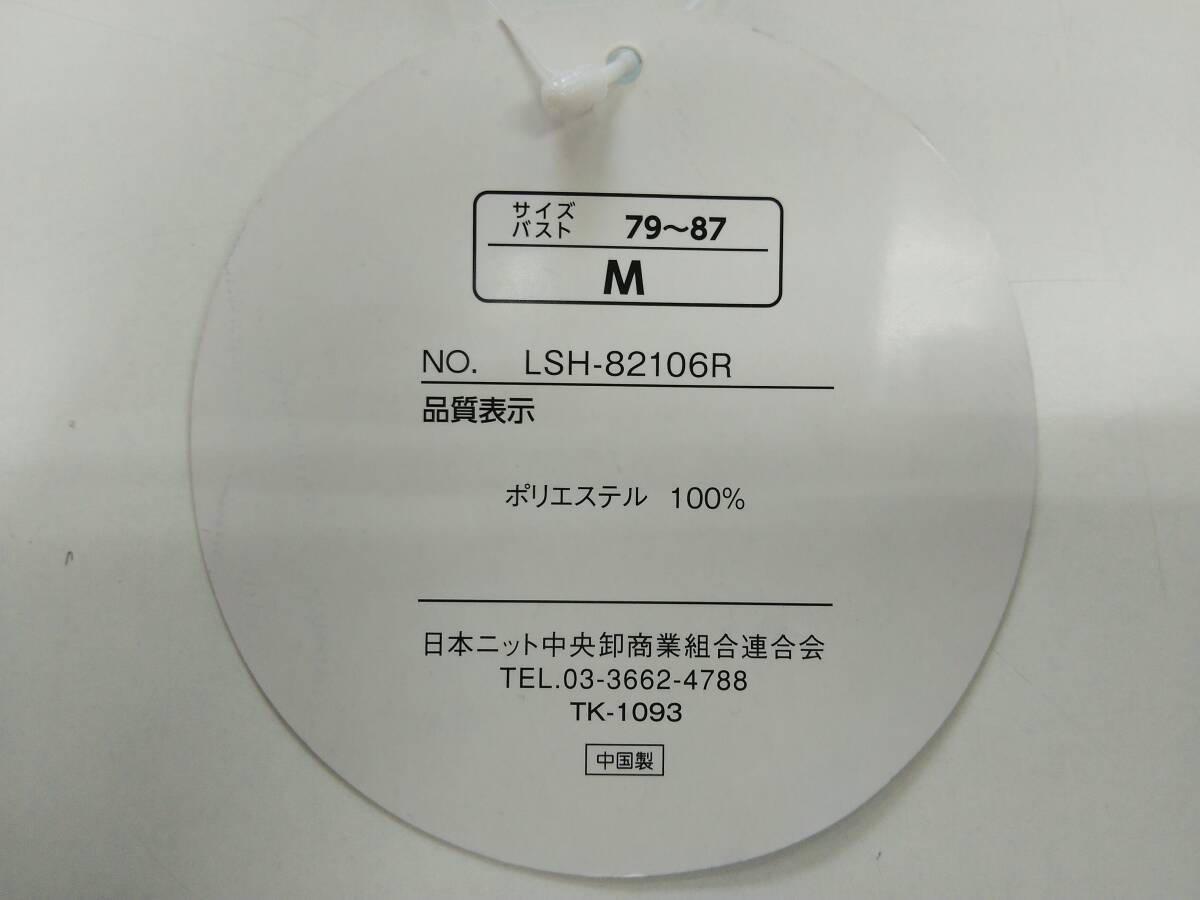 サイズ
バスト 79〜87
M
NO. LSH-82106R
品質表示
ポリエステル 100%
日本ニット中央卸商業組合連合会
TEL.03-3662-4788
TK-1093
中国製